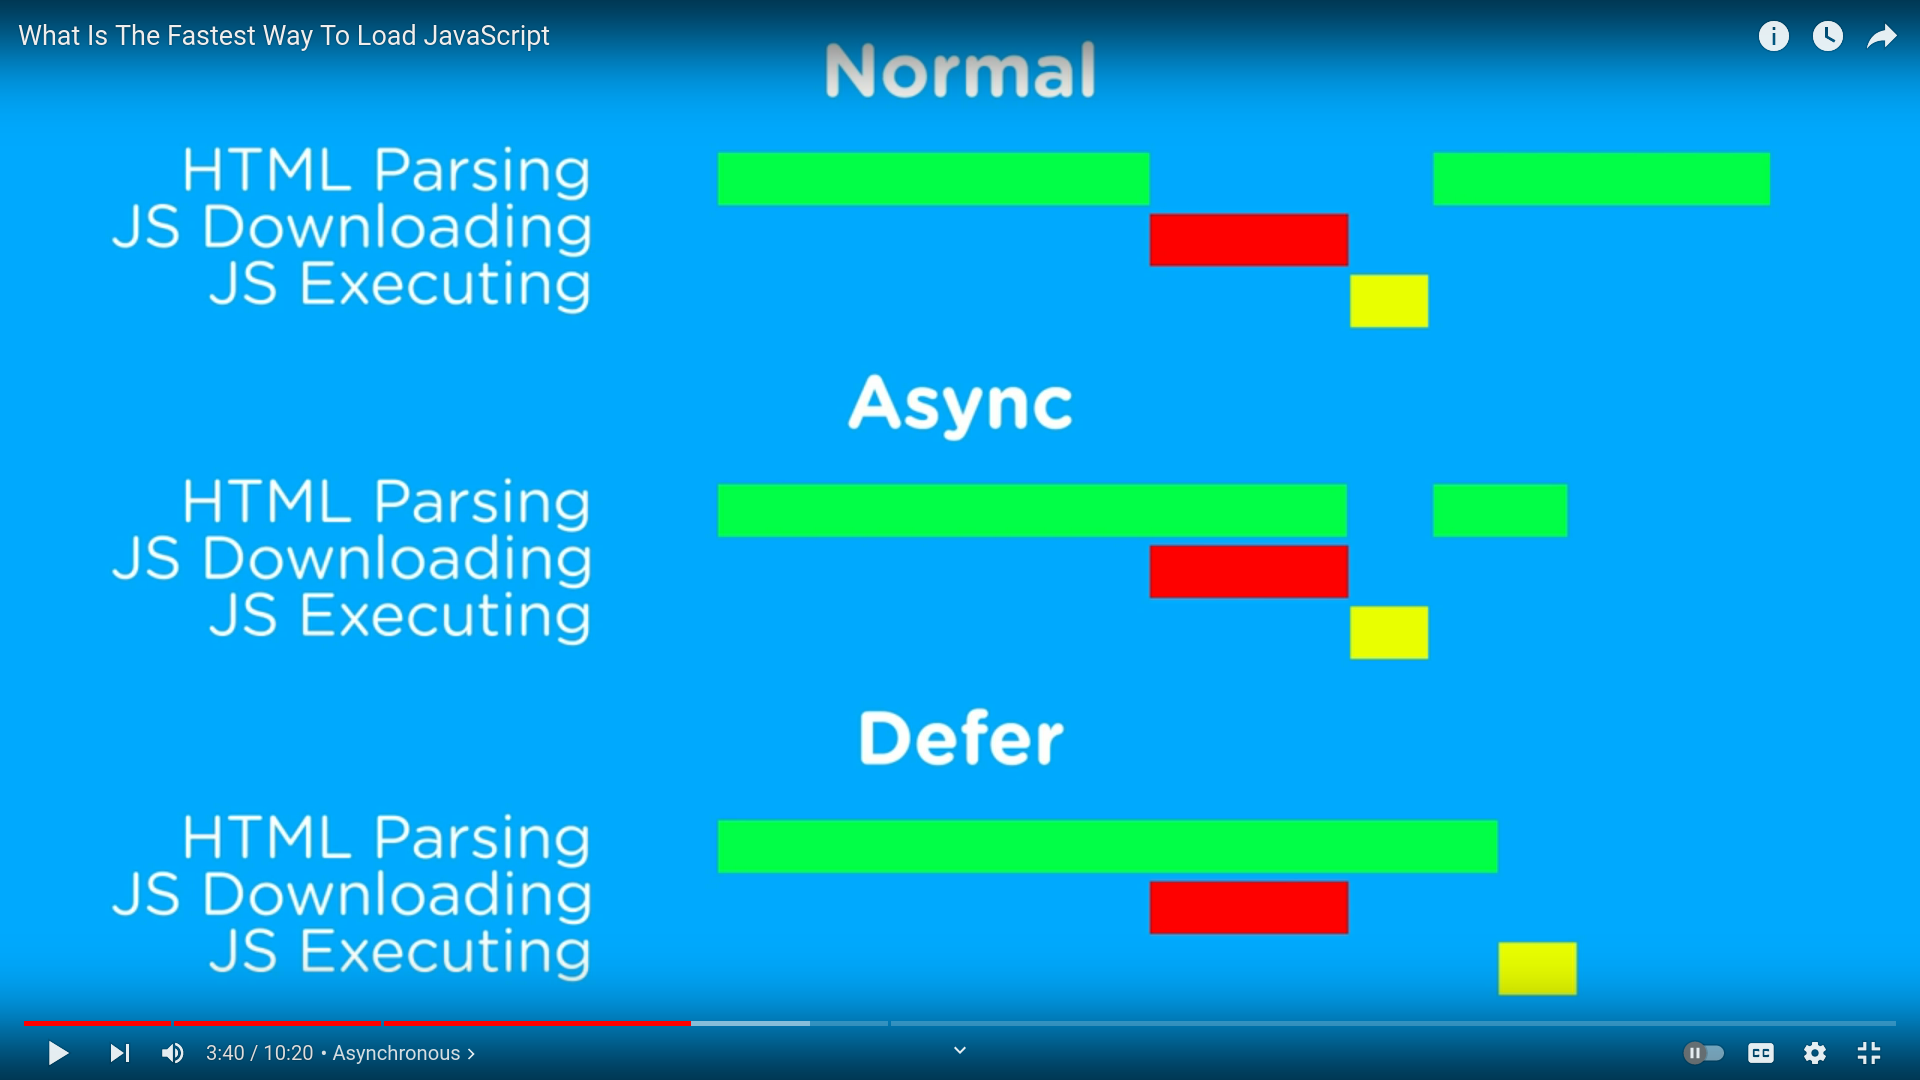 What Is The Fastest Way To Load JavaScript
Normal
HTML Parsing
JS Downloading
JS Executing
Async
HTML Parsing
JS Downloading
JS Executing
Defer
HTML Parsing
JS Downloading
JS Executing
3:40 / 10:20 • Asynchronous
CC